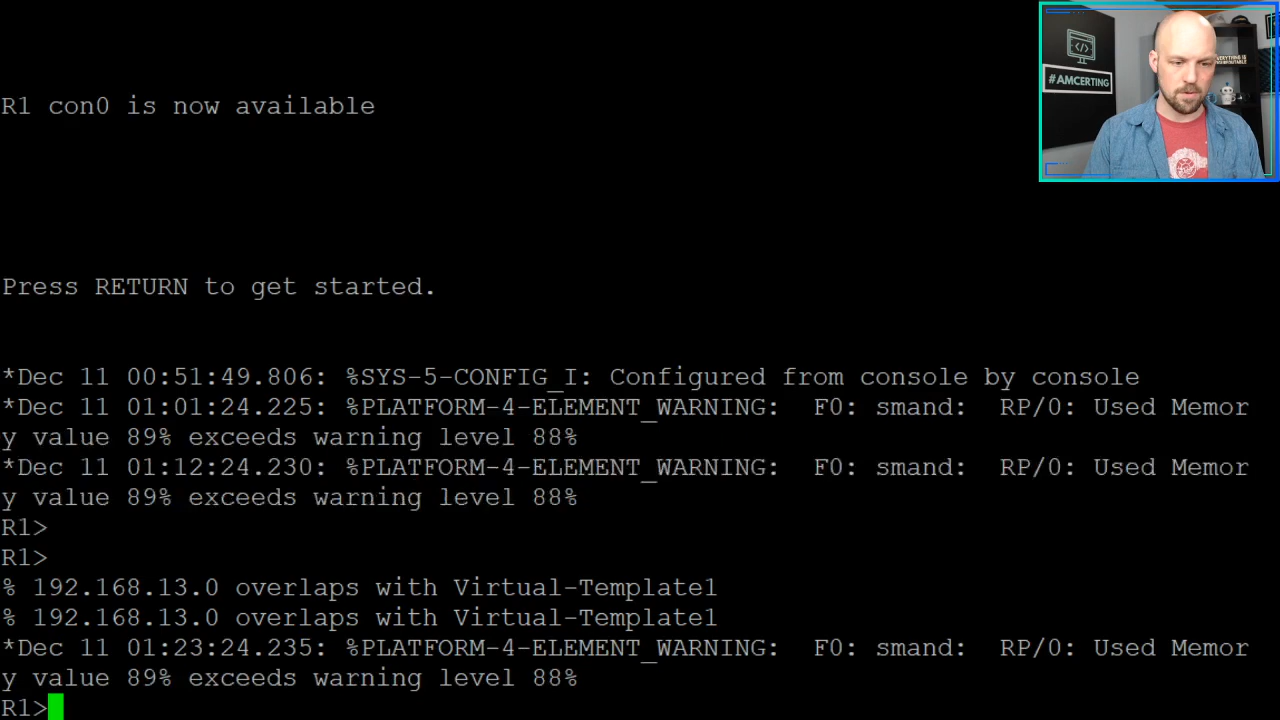 R1 con0 is now available
Press RETURN to get started.
*Dec 11 00:51:49.806: %SYS-5-CONFIG_I: Configured from console by console
*Dec 11 01:01:24.225: %PLATFORM-4-ELEMENT_WARNING:  F0: smand:  RP/0: Used Memor
y value 89% exceeds warning level 88%
*Dec 11 01:12:24.230: %PLATFORM-4-ELEMENT_WARNING:  F0: smand:  RP/0: Used Memor
y value 89% exceeds warning level 88%
R1>
R1>
% 192.168.13.0 overlaps with Virtual-Template1
% 192.168.13.0 overlaps with Virtual-Template1
*Dec 11 01:23:24.235: %PLATFORM-4-ELEMENT_WARNING:  F0: smand:  RP/0: Used Memor
y value 89% exceeds warning level 88%
R1>
</>
#AMCERTING